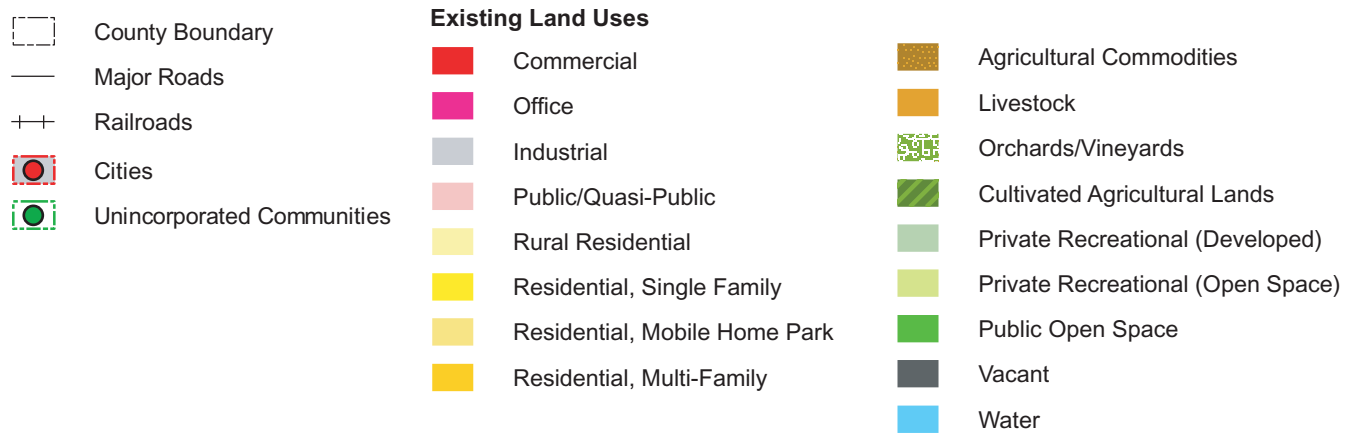 County Boundary
Major Roads
Railroads
Cities
Unincorporated Communities
Existing Land Uses
Commercial
Office
Industrial
Public/Quasi-Public
Rural Residential
Residential, Single Family
Residential, Mobile Home Park
Residential, Multi-Family
Agricultural Commodities
Livestock
Orchards/Vineyards
Cultivated Agricultural Lands
Private Recreational (Developed)
Private Recreational (Open Space)
Public Open Space
Vacant
Water